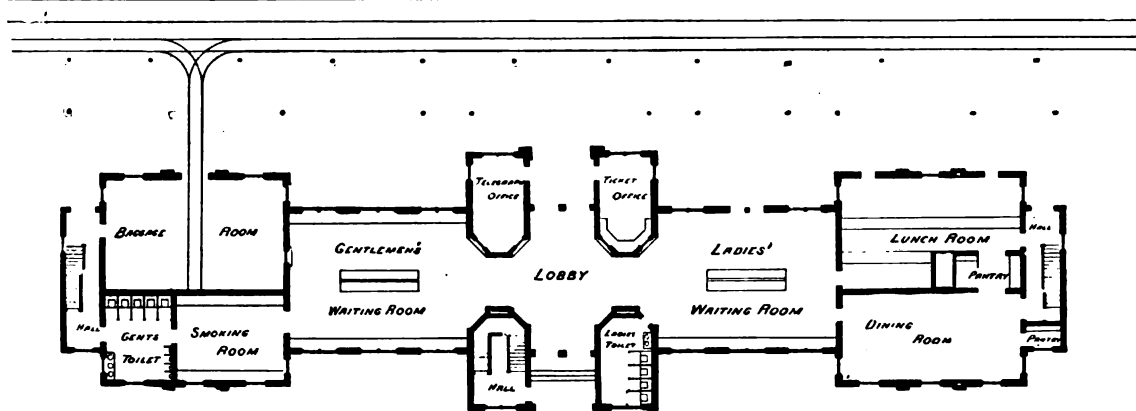 TELEGRAPH
OFFICE
TICKET
OFFICE
BAGGAGE
ROOM
GENTLEMEN'S
WAITING ROOM
LOBBY
LADIES'
WAITING ROOM
LUNCH ROOM
HALL
PANTRY
HALL
GENTS
TOILET
SMOKING
ROOM
HALL
LADIES
TOILET
DINING
ROOM
PANTRY